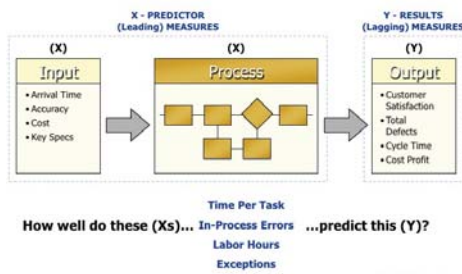 X - PREDICTOR
(Leading) MEASURES
Y - RESULTS
(Lagging) MEASURES
(X)
(X)
(Y)
Input
• Arrival Time
• Accuracy
• Cost
• Key Specs
Process
Output
• Customer
Satisfaction
• Total
Defects
• Cycle Time
• Cost Profit
Time Per Task
How well do these (Xs)... In-Process Errors ...predict this (Y)?
Labor Hours
Exceptions